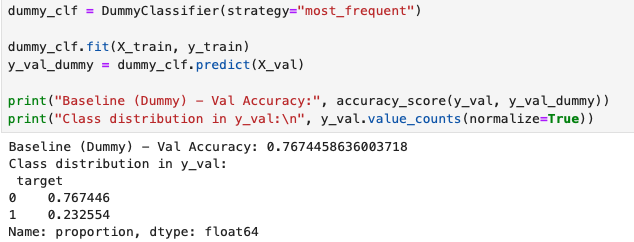 dummy_clf = DummyClassifier(strategy="most_frequent")

dummy_clf.fit(X_train, y_train)
y_val_dummy = dummy_clf.predict(X_val)

print("Baseline (Dummy) - Val Accuracy:", accuracy_score(y_val, y_val_dummy))
print("Class distribution in y_val:\n", y_val.value_counts(normalize=True))
Baseline (Dummy) - Val Accuracy: 0.7674458636003718
Class distribution in y_val:
 target
0    0.767446
1    0.232554
Name: proportion, dtype: float64